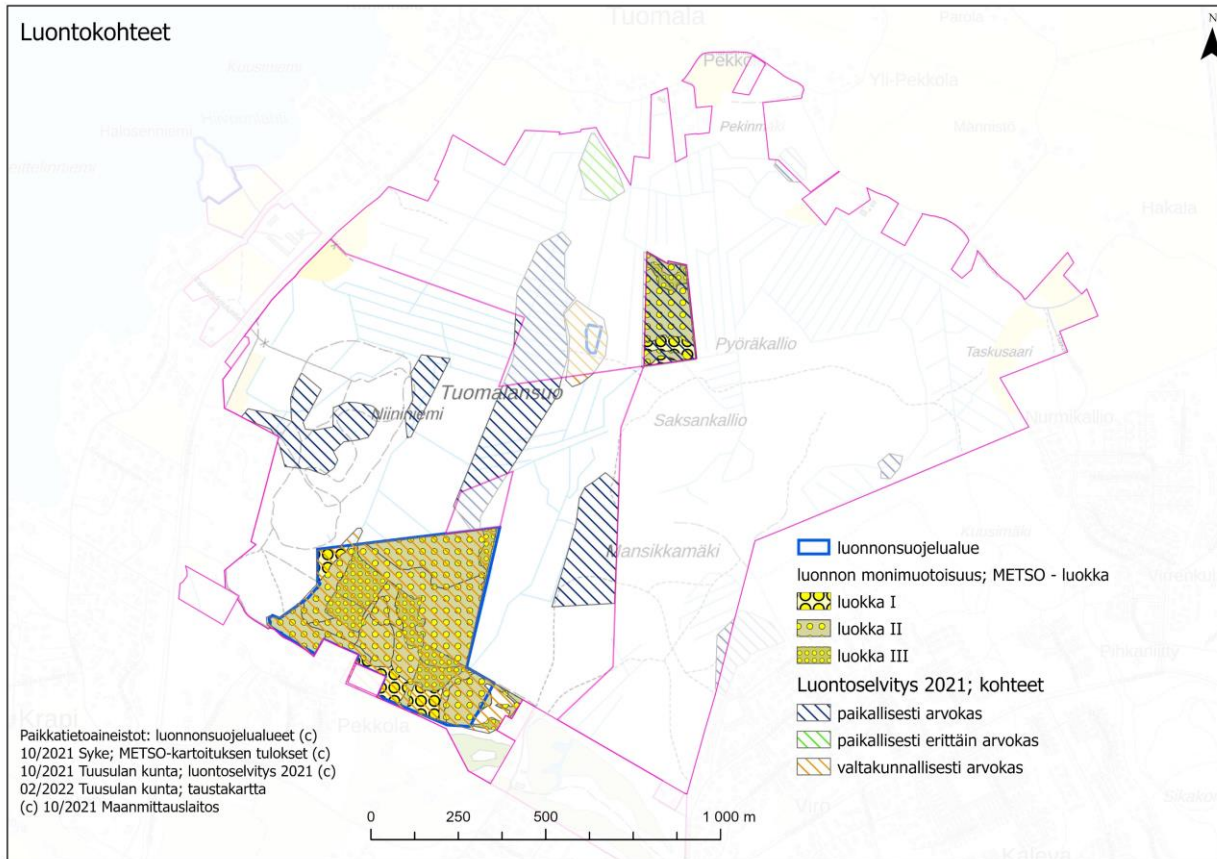 Luontokohteet
N
Tuomala
Parola
Pekko
Yli-Pekkola
Kuusiniemi
Halosenniemi
Pekinmäki
Männistö
Hakala
Pyöräkallio
Taskusaari
Tuomalansuo
Niininiemi
Saksankallio
Nurmikallio
Kuusimäki
Mansikkamäki
luonnonsuojelualue
luonnon monimuotoisuus; METSO - luokka
luokka I
luokka II
luokka III
Luontoselvitys 2021; kohteet
paikallisesti arvokas
paikallisesti erittäin arvokas
valtakunnallisesti arvokas
Pihkaniitty
Krapi
Pekkola
Paikkatietoaineistot: luonnonsuojelualueet (c)
10/2021 Syke; METSO-kartoituksen tulokset (c)
10/2021 Tuusulan kunta; luontoselvitys 2021 (c)
02/2022 Tuusulan kunta; taustakartta
(c) 10/2021 Maanmittauslaitos
0 250 500 1 000 m
Viro
Kaleva